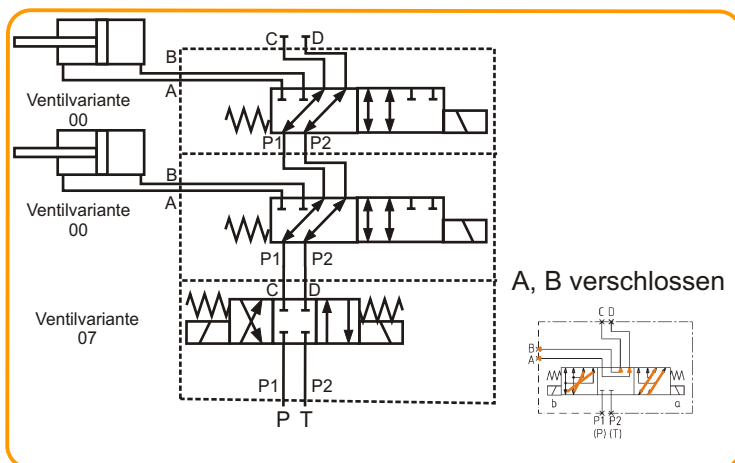 C D
B
A
Ventilvariante
00
P1 P2
B
A
Ventilvariante
00
P1 P2
C D
Ventilvariante
07
P1 P2
P T
A, B verschlossen
C D
B
A
b a
P1 P2
(P) (T)